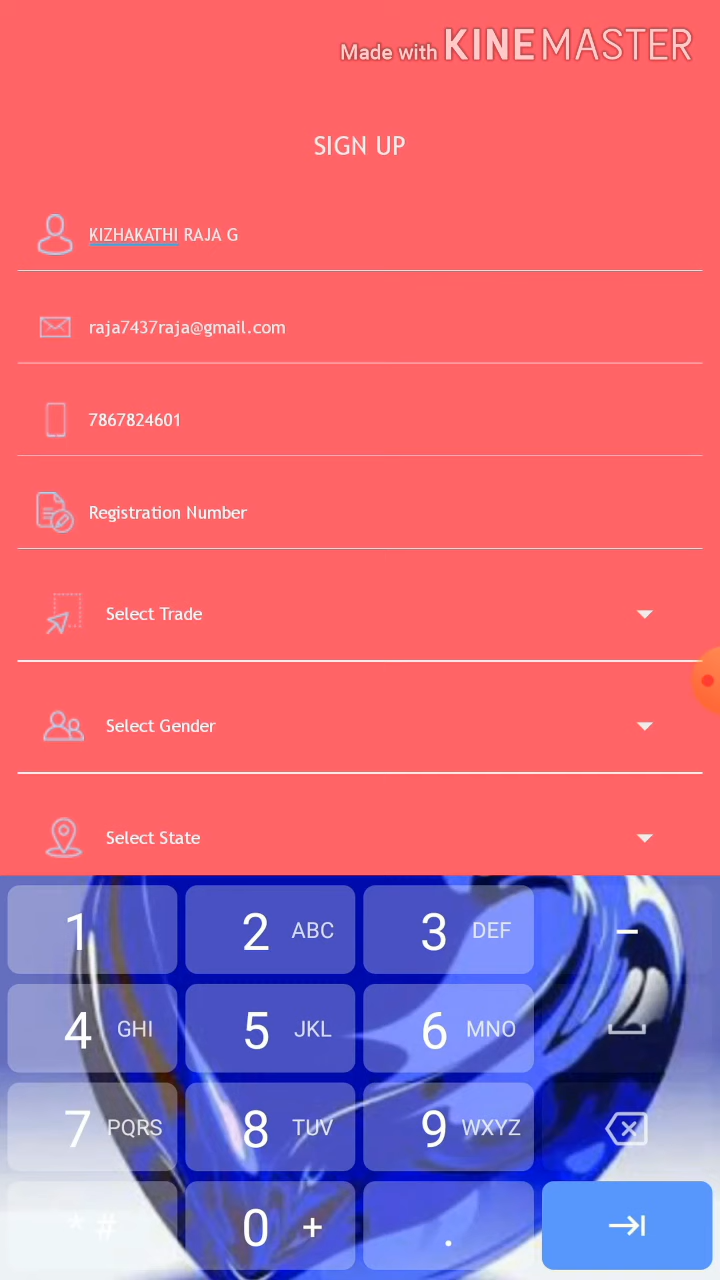 Made with KINEMASTER
SIGN UP
KIZHAKATHI RAJA G
raja7437raja@gmail.com
7867824601
Registration Number
Select Trade
Select Gender
Select State
1 2 ABC 3 DEF -
4 GHI 5 JKL 6 MNO
7 PQRS 8 TUV 9 WXYZ
* # 0 + .